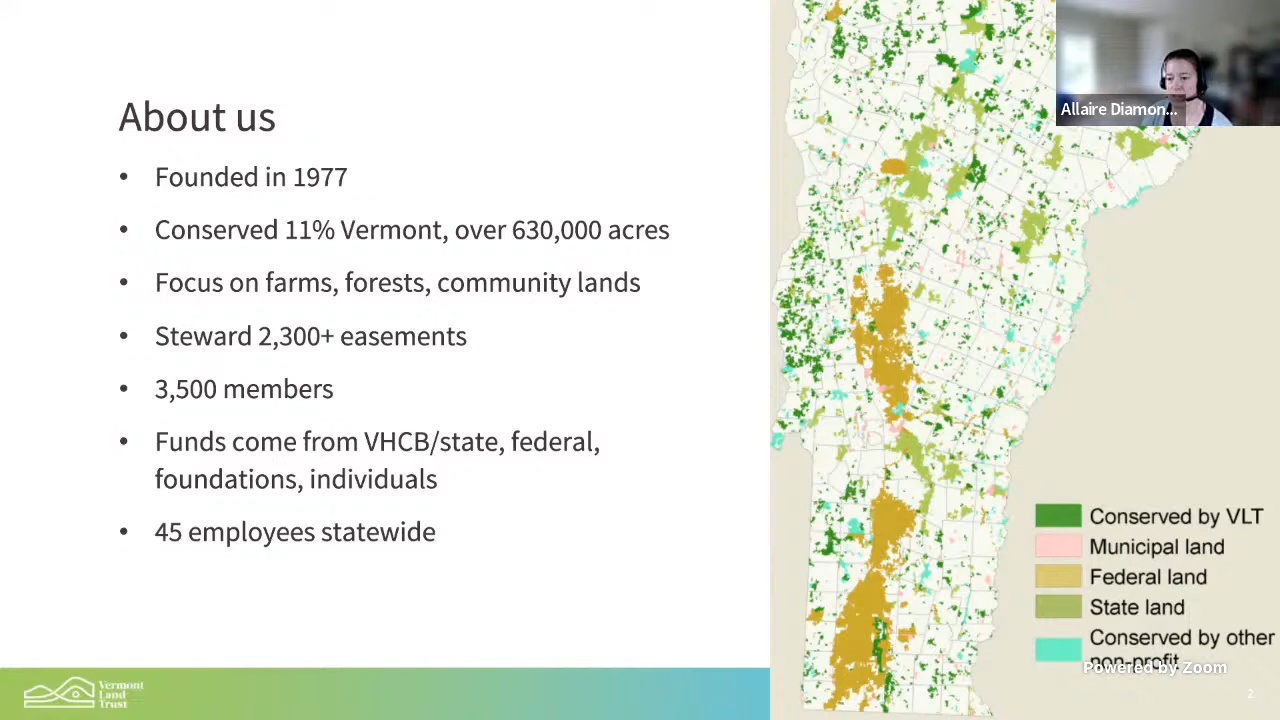 About us
• Founded in 1977
• Conserved 11% Vermont, over 630,000 acres
• Focus on farms, forests, community lands
• Steward 2,300+ easements
• 3,500 members
• Funds come from VHCB/state, federal,
foundations, individuals
• 45 employees statewide
Vermont
Land
Trust
Allaire Diamon...
Conserved by VLT
Municipal land
Federal land
State land
Conserved by other
non-profit
Powered by Zoom
2